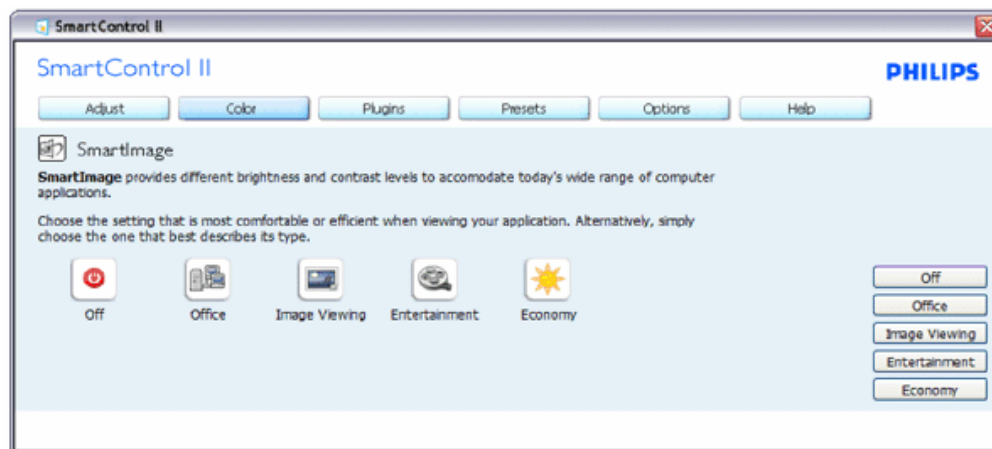 SmartControl II
SmartControl II
PHILIPS
Adjust
Color
Plugins
Presets
Options
Help
SmartImage
SmartImage provides different brightness and contrast levels to accomodate today's wide range of computer
applications.
Choose the setting that is most comfortable or efficient when viewing your application. Alternatively, simply
choose the one that best describes its type.
Off
Office
Image Viewing
Entertainment
Economy
Off
Office
Image Viewing
Entertainment
Economy